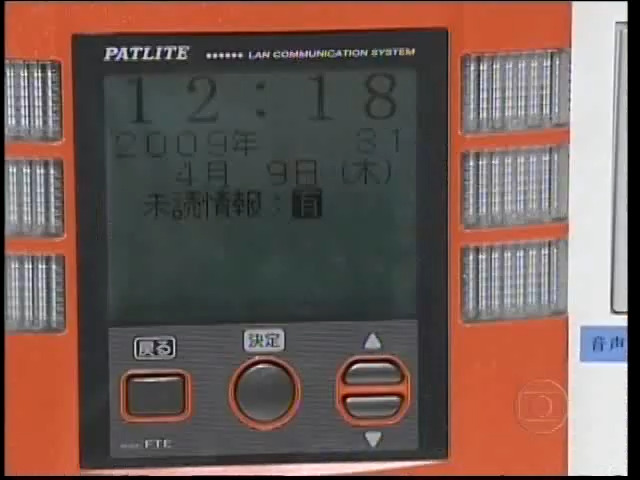 PATLITE LAN COMMUNICATION SYSTEM
12:18
2009年 31
4月 9日(木)
未読情報:有
戻る 決定
▲
▼
FTE
音声